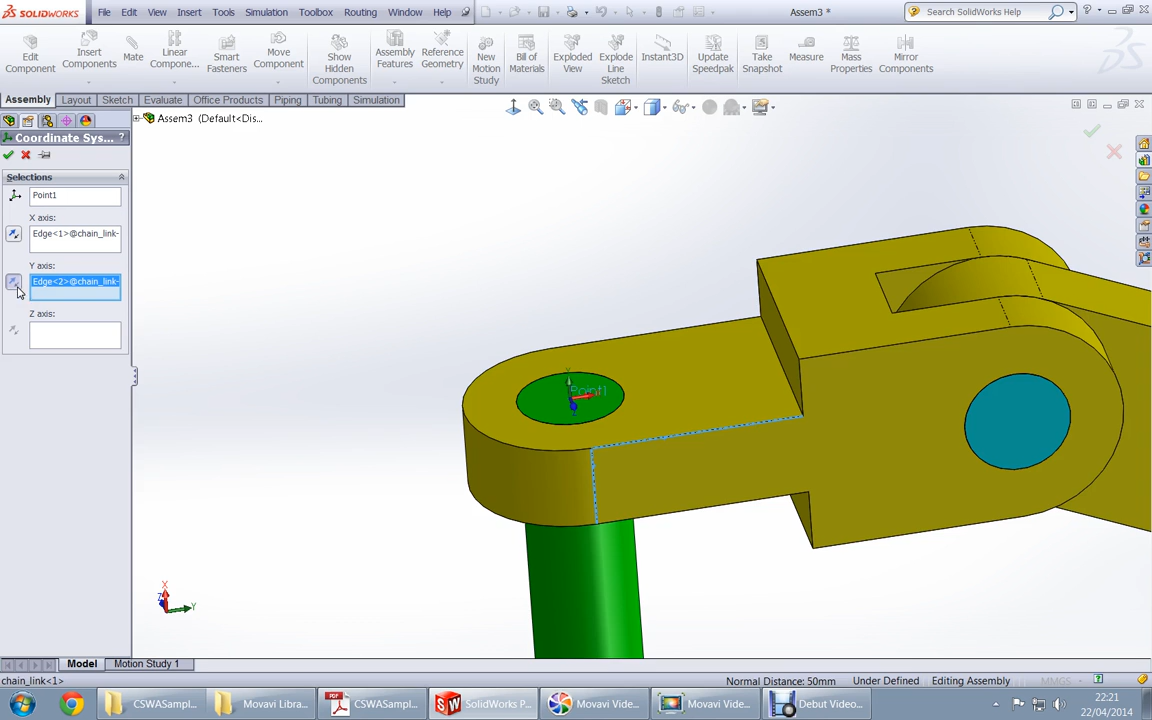 SOLIDWORKS File Edit View Insert Tools Simulation Toolbox Routing Window Help Assem3 * Search SolidWorks Help
Edit Component
Insert Components
Mate
Linear Compone...
Smart Fasteners
Move Component
Show Hidden Components
Assembly Features
Reference Geometry
New Motion Study
Bill of Materials
Exploded View
Explode Line Sketch
Instant3D
Update Speedpak
Take Snapshot
Measure
Mass Properties
Mirror Components
Assembly Layout Sketch Evaluate Office Products Piping Tubing Simulation
Assem3 (Default<Dis...
Coordinate Sys... ?
Selections
Point1
X axis:
Edge<1>@chain_link-
Y axis:
Edge<2>@chain_link-
Z axis:
Point1
X
Y
Z
Model Motion Study 1
chain_link<1> Normal Distance: 50mm Under Defined Editing Assembly MMGS
CSWASampl... Movavi Libra... CSWASampl... SolidWorks P... Movavi Vide... Movavi Vide... Debut Video...
22:21
22/04/2014